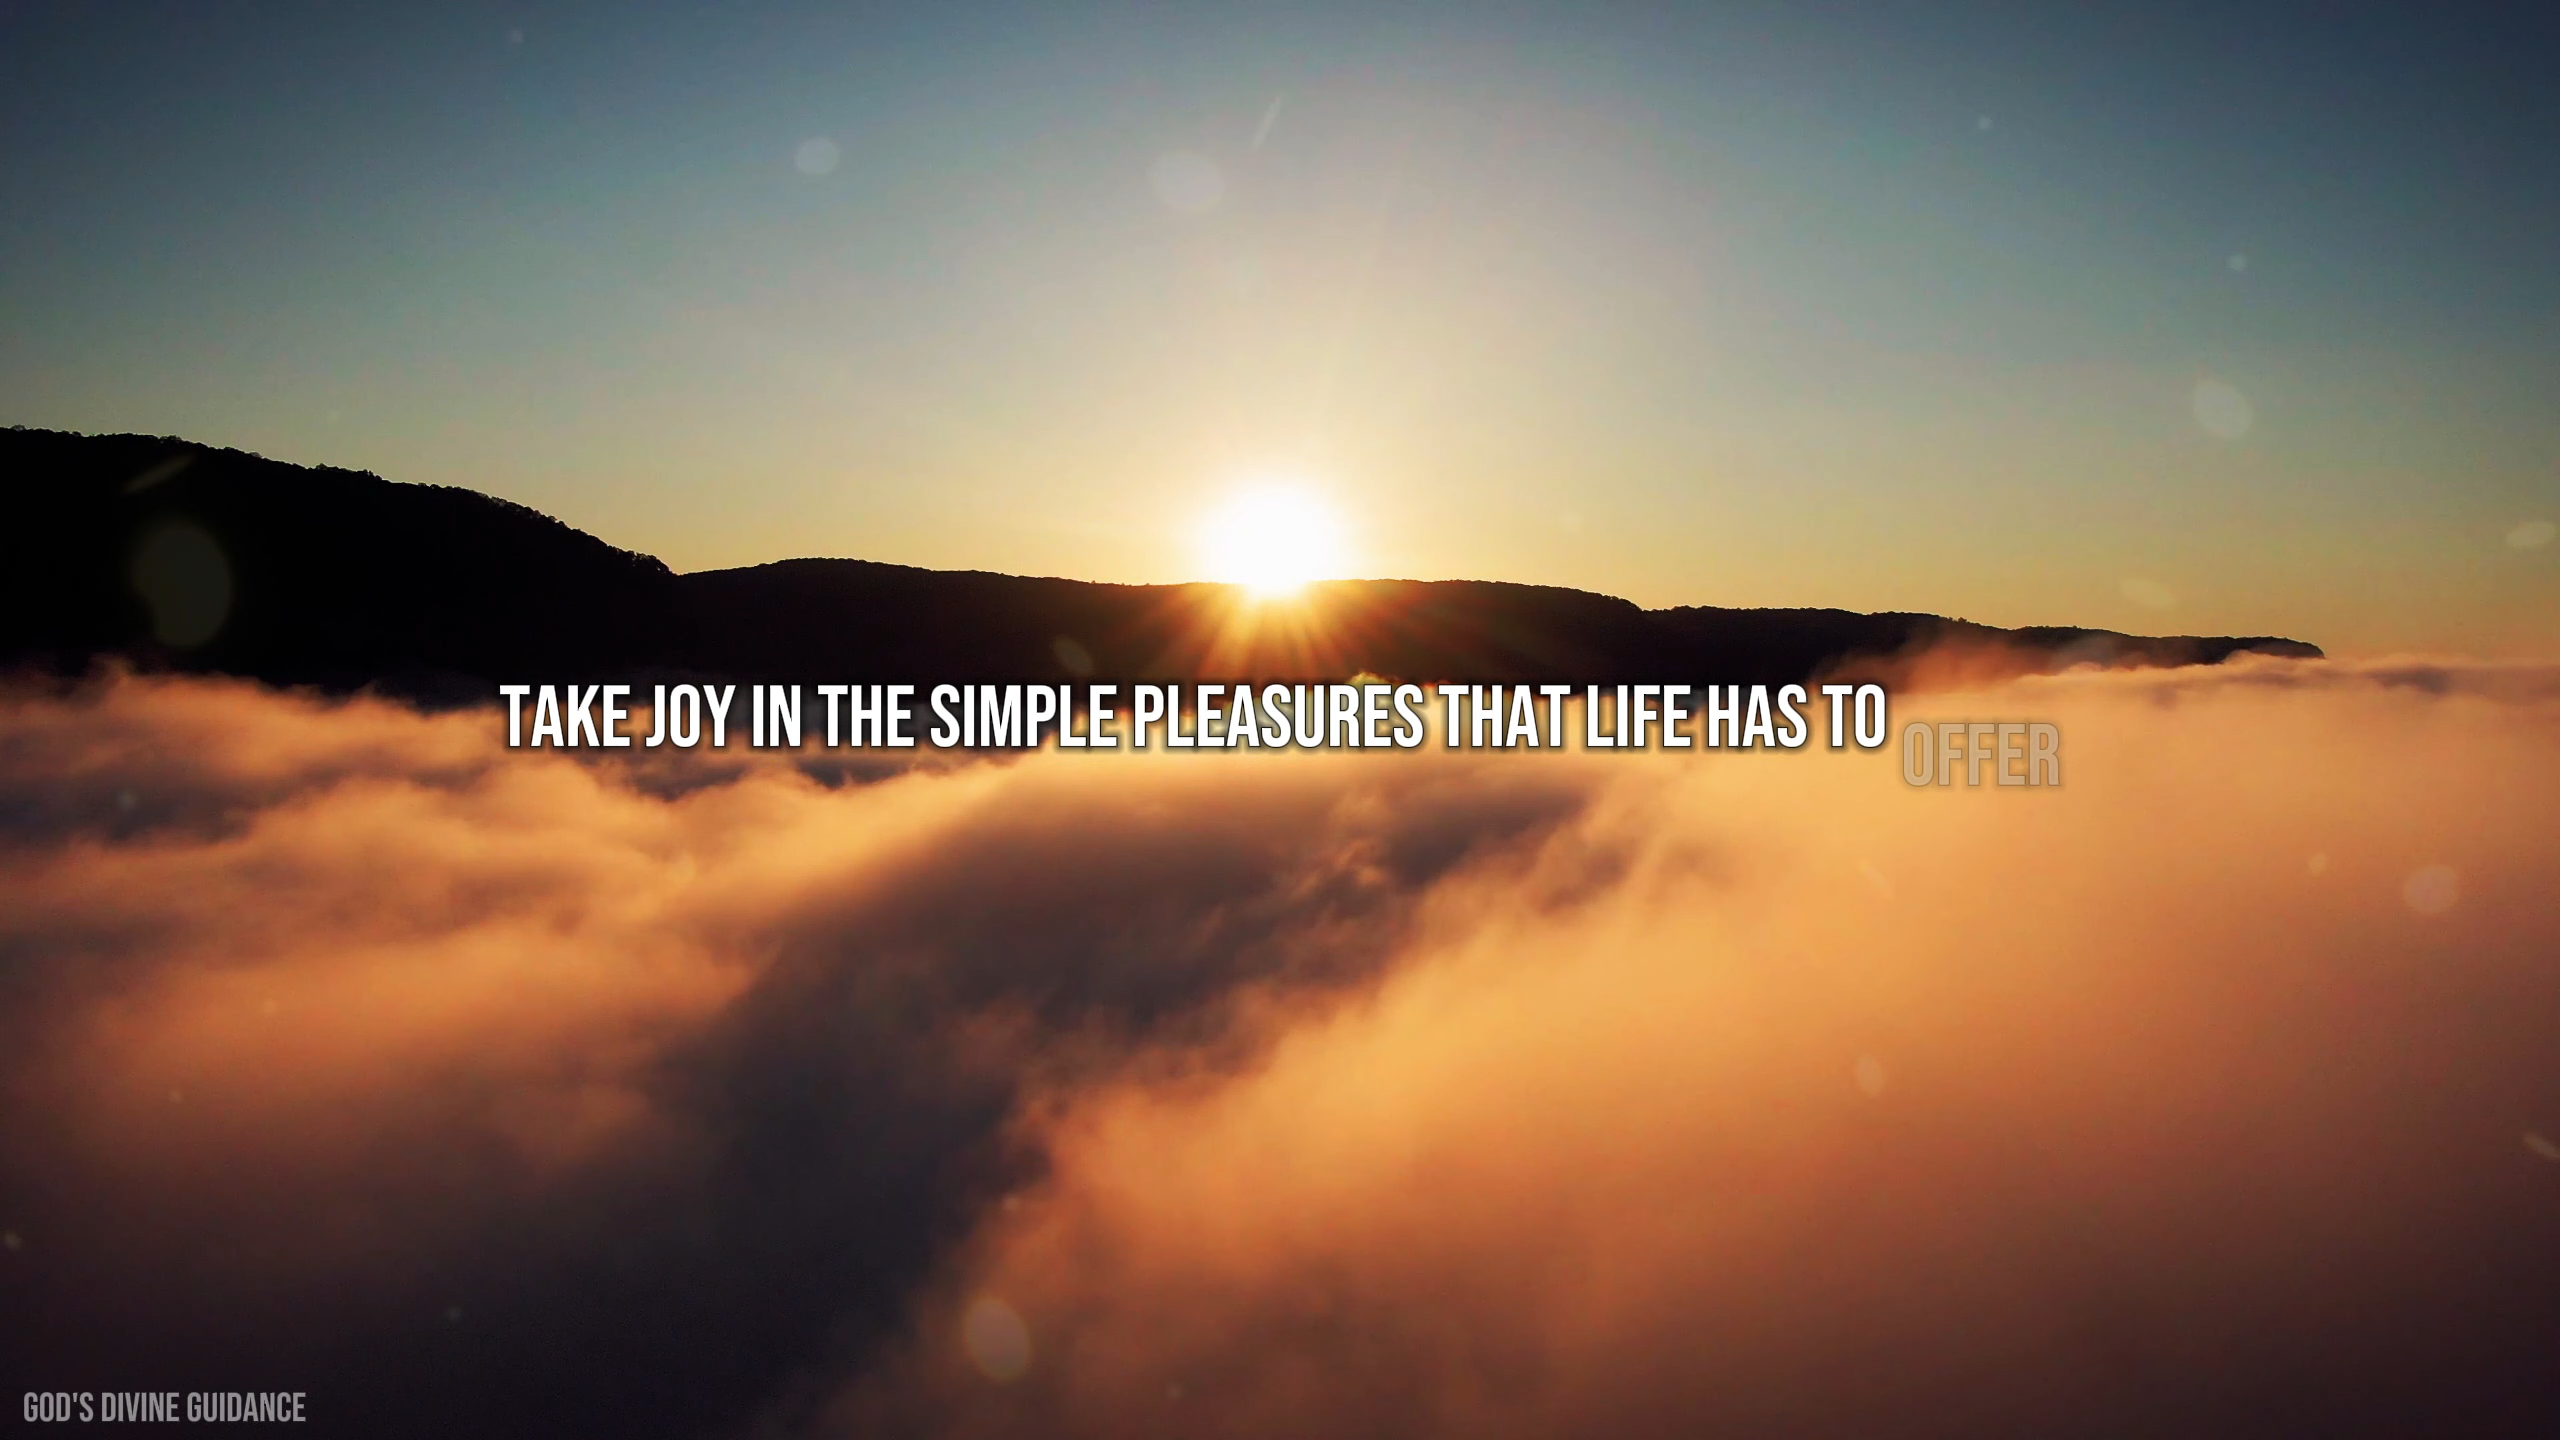 TAKE JOY IN THE SIMPLE PLEASURES THAT LIFE HAS TO OFFER
GOD'S DIVINE GUIDANCE